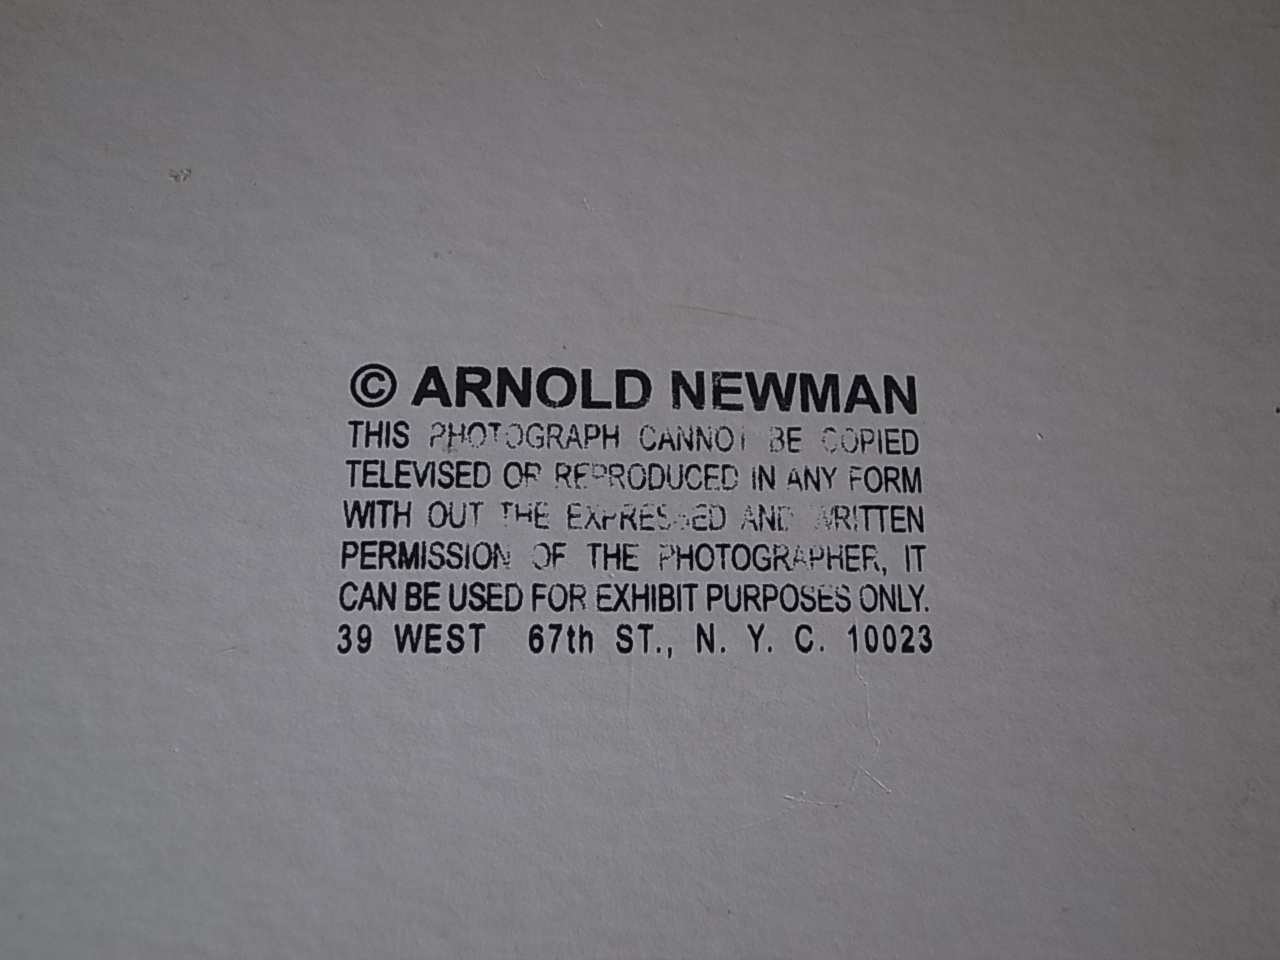 © ARNOLD NEWMAN
THIS PHOTOGRAPH CANNOT BE COPIED
TELEVISED OR REPRODUCED IN ANY FORM
WITH OUT THE EXPRESSED AND WRITTEN
PERMISSION OF THE PHOTOGRAPHER, IT
CAN BE USED FOR EXHIBIT PURPOSES ONLY.
39 WEST 67th ST., N. Y. C. 10023